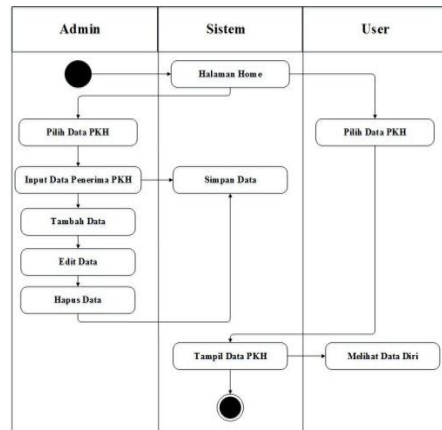 Admin
Sistem
User
Halaman Home
Pilih Data PKH
Pilih Data PKH
Input Data Penerima PKH
Simpan Data
Tambah Data
Edit Data
Hapus Data
Tampil Data PKH
Melihat Data Diri